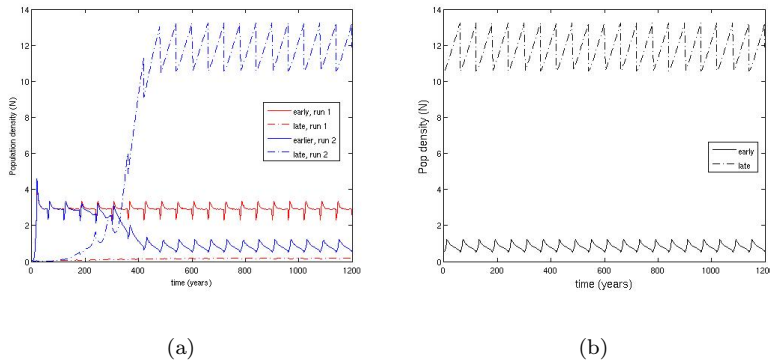 14
12
10
8
6
4
2
0
Population density (N)
early, run 1
late, run 1
earlier, run 2
late, run 2
0 200 400 600 800 1000 1200
time (years)
(a)
14
12
10
8
6
4
2
0
Pop density (N)
early
late
0 200 400 600 800 1000 1200
time (years)
(b)